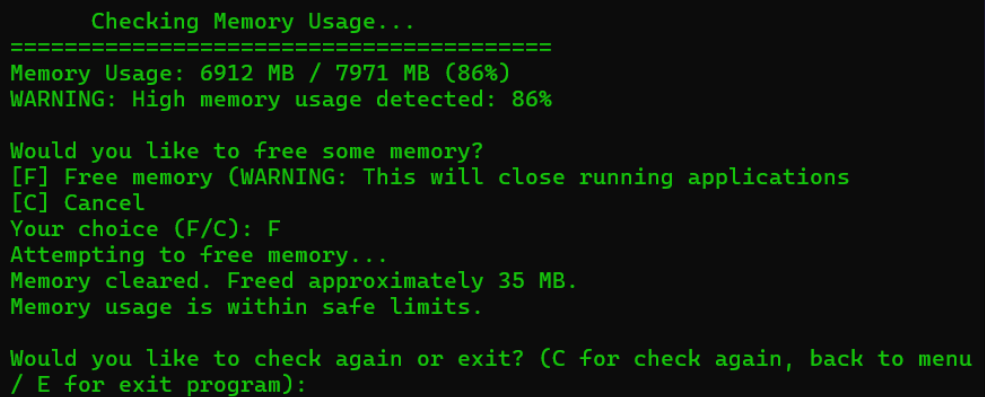 Checking Memory Usage...
========================================
Memory Usage: 6912 MB / 7971 MB (86%)
WARNING: High memory usage detected: 86%
Would you like to free some memory?
[F] Free memory (WARNING: This will close running applications
[C] Cancel
Your choice (F/C): F
Attempting to free memory...
Memory cleared. Freed approximately 35 MB.
Memory usage is within safe limits.
Would you like to check again or exit? (C for check again, back to menu
/ E for exit program):